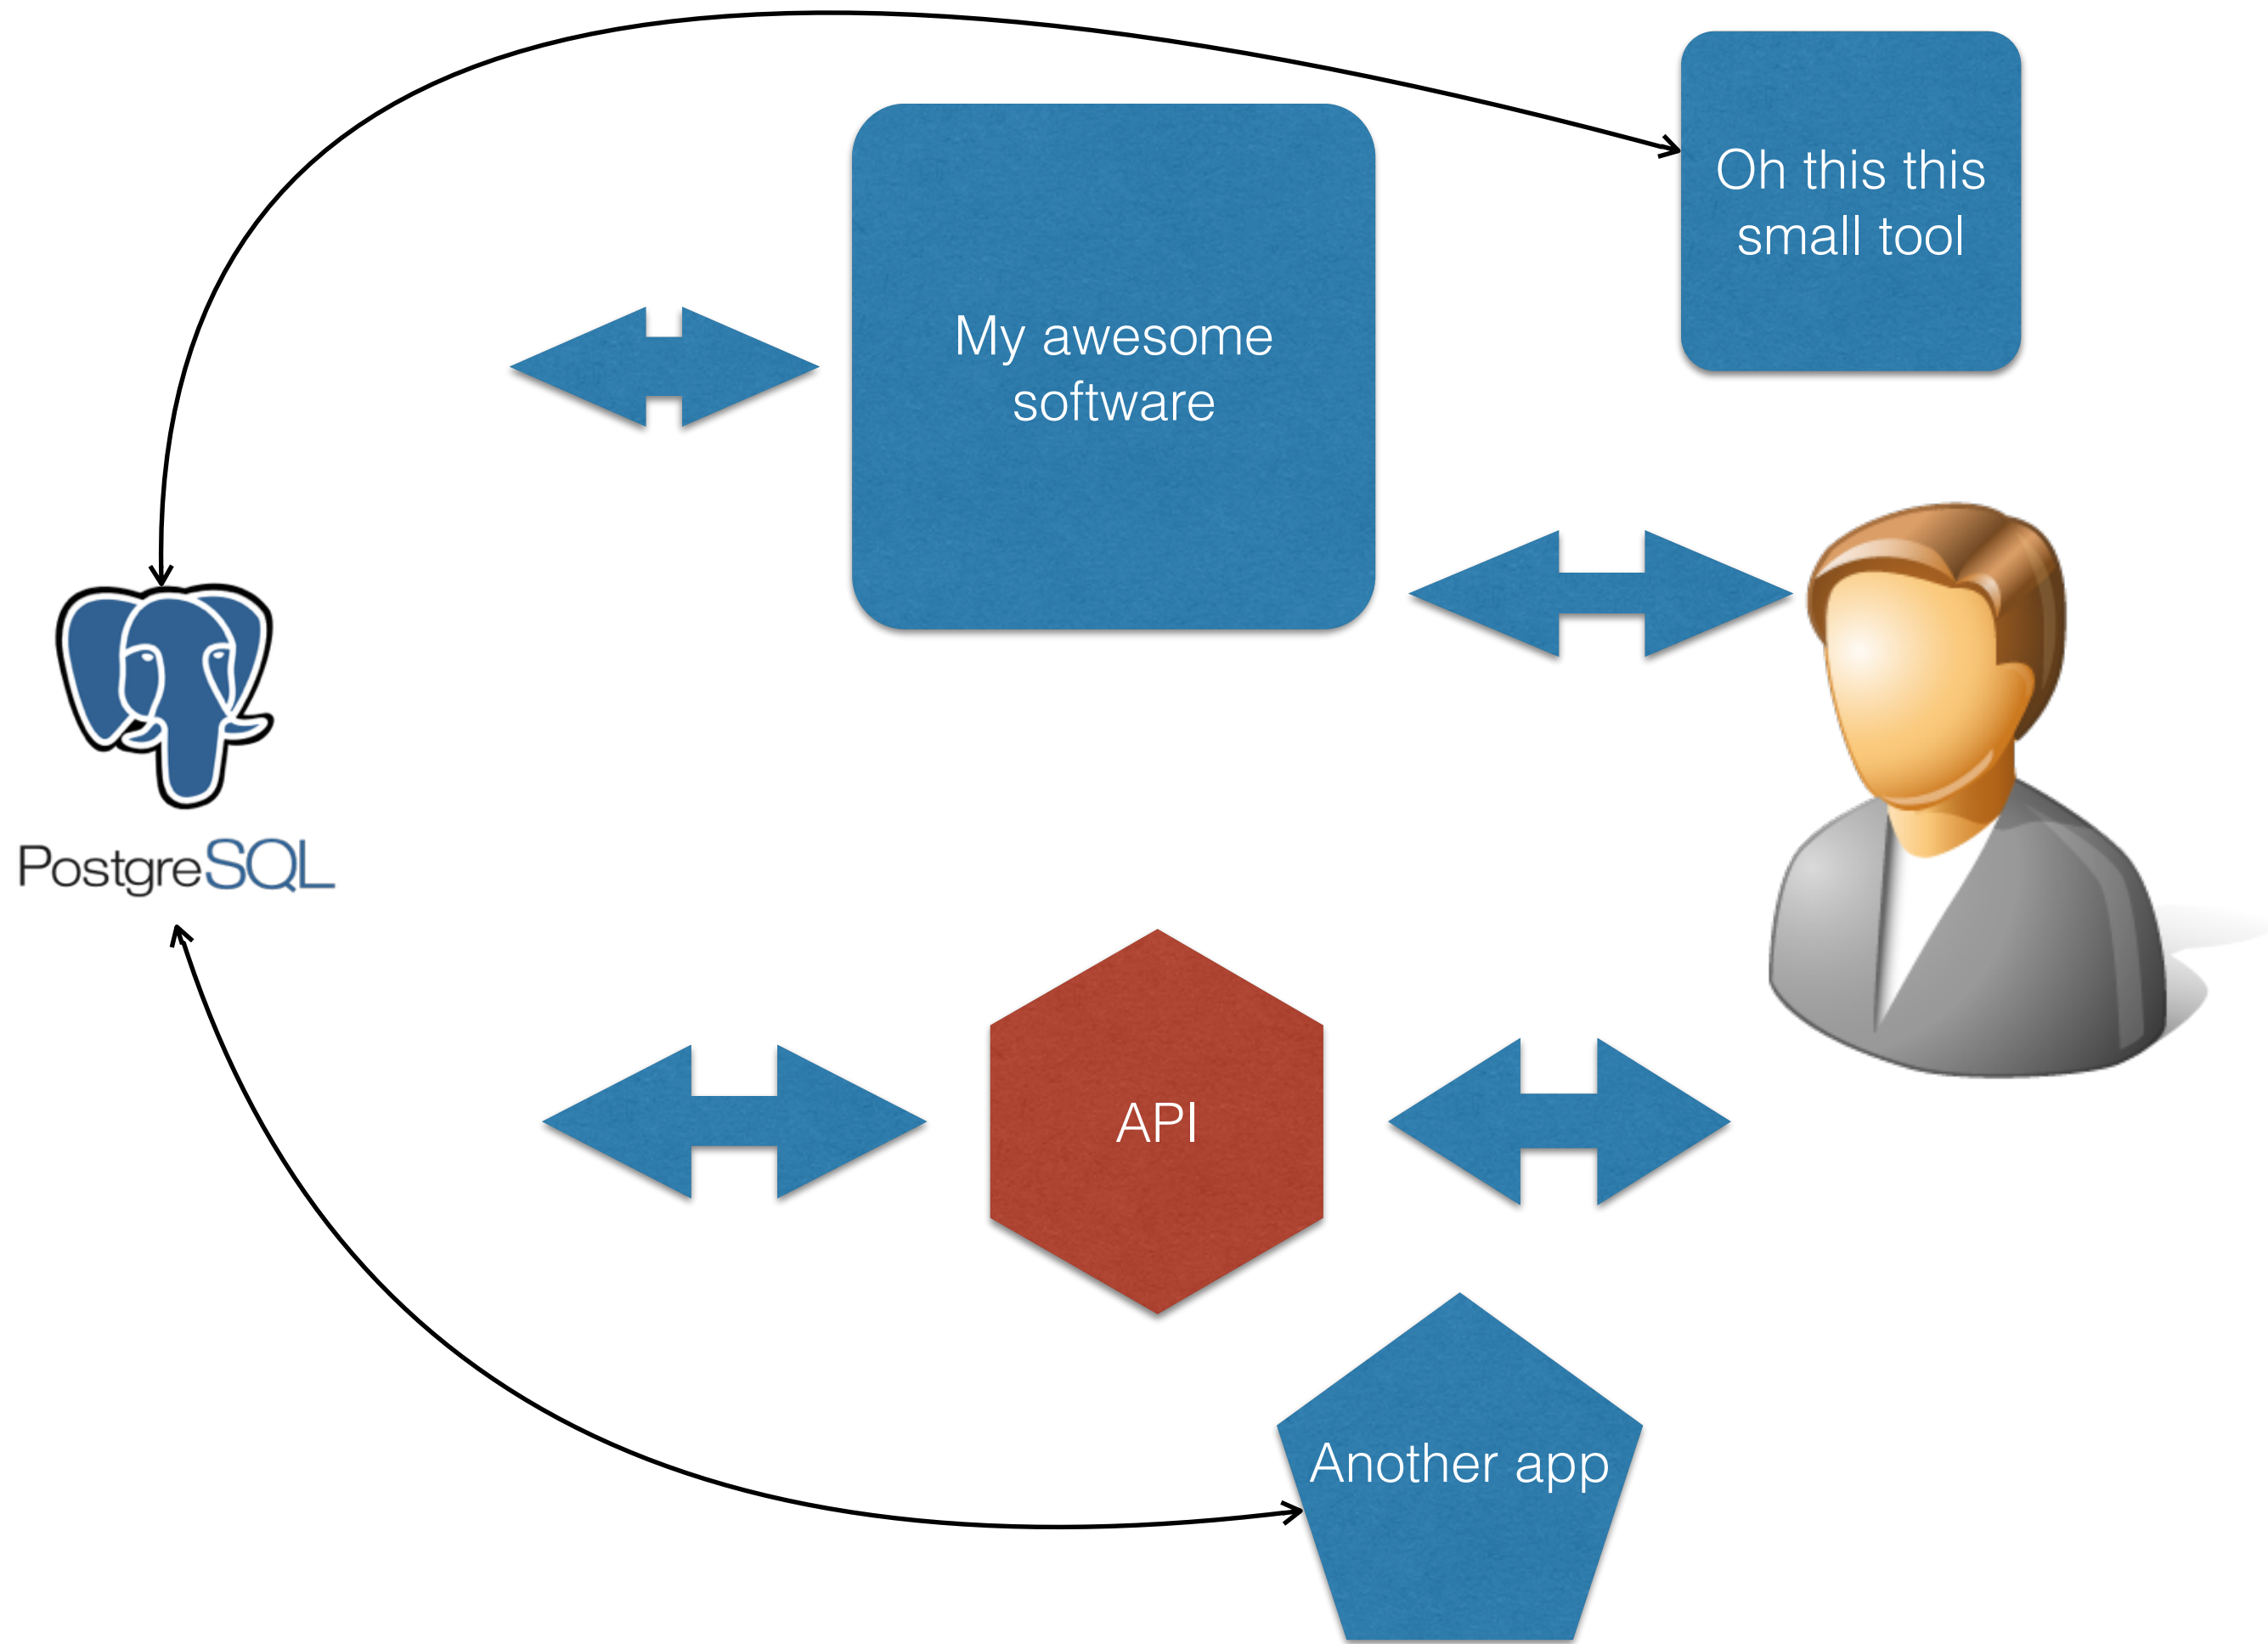 Oh this this
small tool
My awesome
software
PostgreSQL
API
Another app